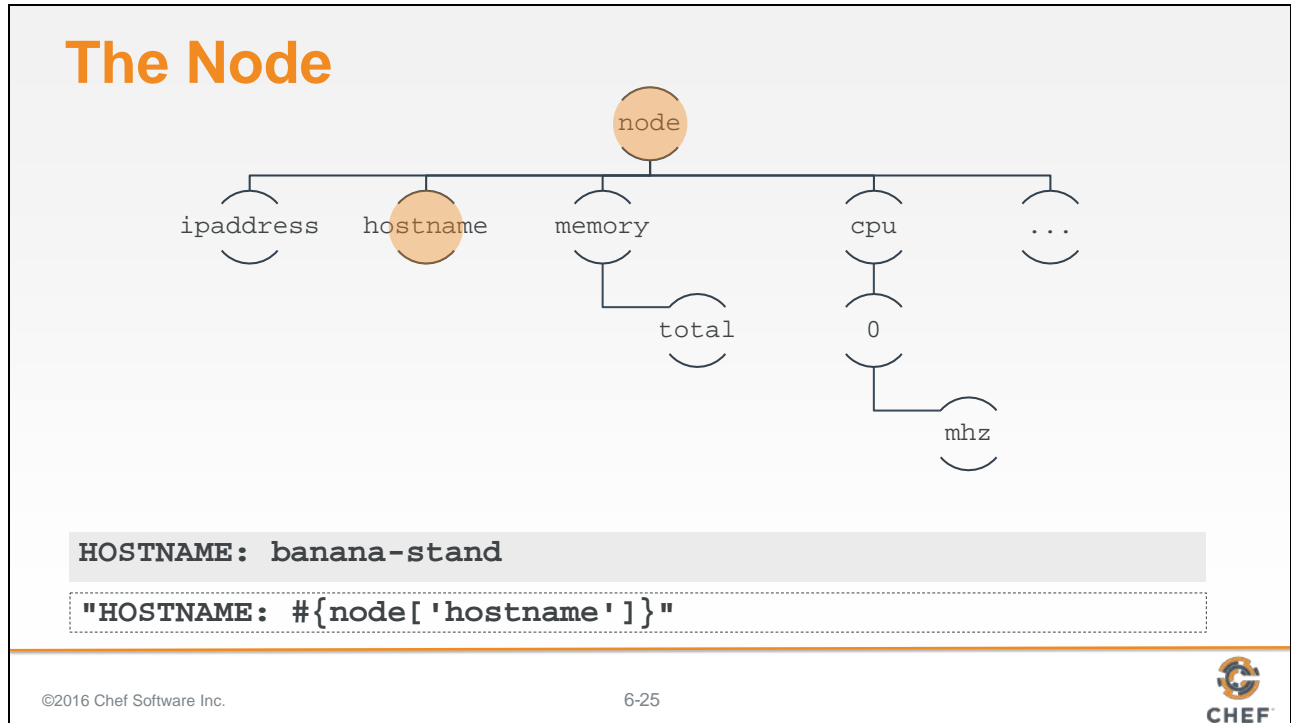 The Node
node
ipaddress hostname memory cpu ...
total 0
mhz
HOSTNAME: banana-stand
"HOSTNAME: #{node['hostname']}"
©2016 Chef Software Inc. 6-25
CHEF